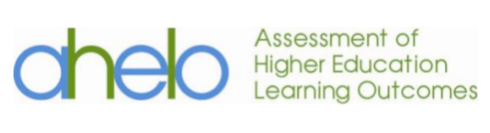 ahelo
Assessment of
Higher Education
Learning Outcomes